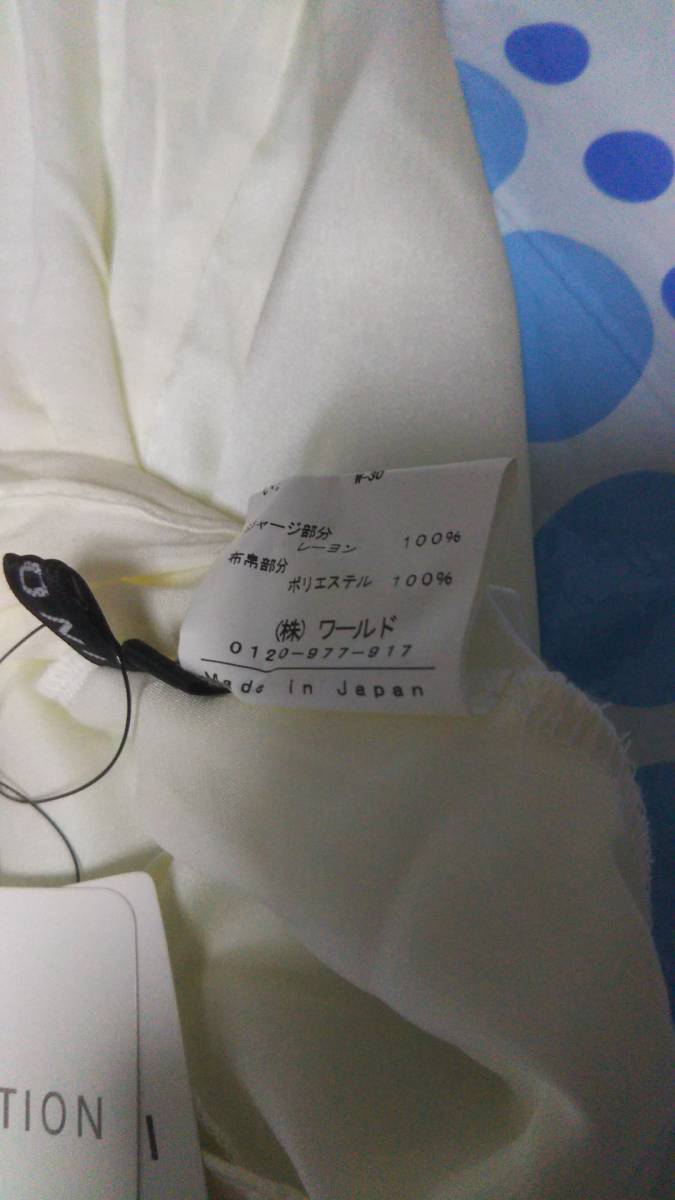 W-30
ジャージ部分
レーヨン 100%
布帛部分
ポリエステル 100%
(株) ワールド
0120-977-917
Made in Japan
TION